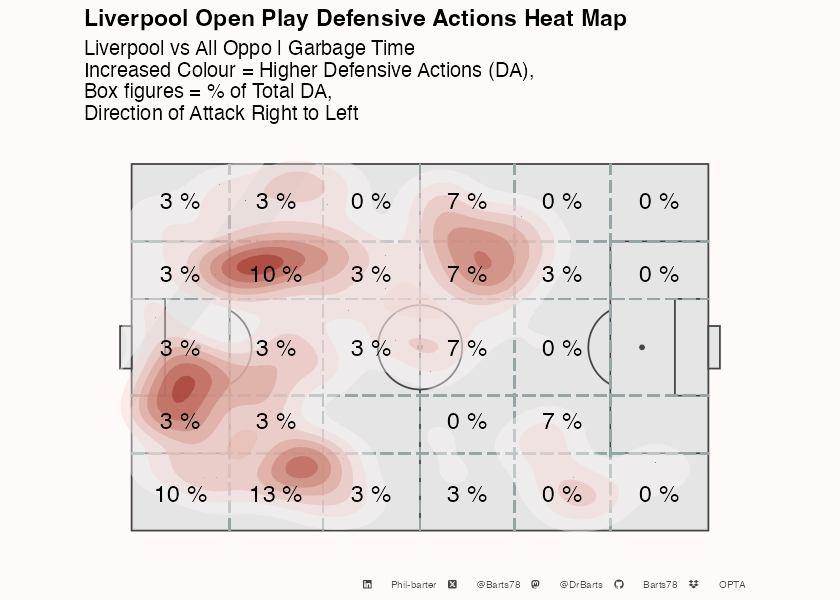 Liverpool Open Play Defensive Actions Heat Map
Liverpool vs All Oppo | Garbage Time
Increased Colour = Higher Defensive Actions (DA),
Box figures = % of Total DA,
Direction of Attack Right to Left
3 % 3 % 0 % 7 % 0 % 0 %
3 % 10 % 3 % 7 % 3 % 0 %
3 % 3 % 3 % 7 % 0 %
3 % 3 % 0 % 7 %
10 % 13 % 3 % 3 % 0 % 0 %
Phil-barter @Barts78 @DrBarts Barts78 OPTA